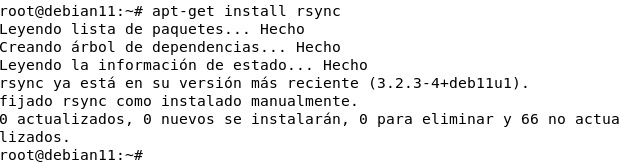 root@debian11:~# apt-get install rsync
Leyendo lista de paquetes... Hecho
Creando árbol de dependencias... Hecho
Leyendo la información de estado... Hecho
rsync ya está en su versión más reciente (3.2.3-4+deb11u1).
fijado rsync como instalado manualmente.
0 actualizados, 0 nuevos se instalarán, 0 para eliminar y 66 no actua
lizados.
root@debian11:~#